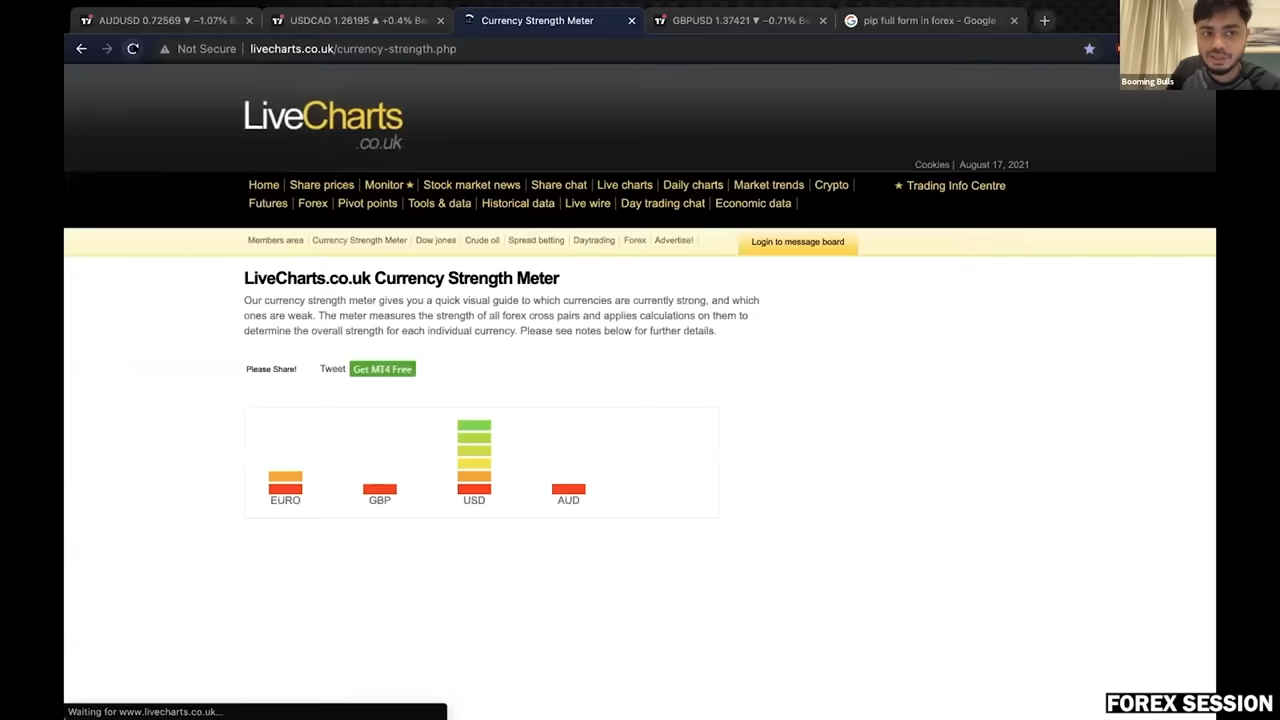 AUDUSD 0.72569 ▼ −1.07% B
USDCAD 1.26195 ▲ +0.4% Be
Currency Strength Meter
GBPUSD 1.37421 ▼ −0.71% B
pip full form in forex - Google
Not Secure
livecharts.co.uk/currency-strength.php
Booming Bulls
LiveCharts
.co.uk
Cookies | August 17, 2021
Home | Share prices | Monitor ★ | Stock market news | Share chat | Live charts | Daily charts | Market trends | Crypto |
★ Trading Info Centre
Futures | Forex | Pivot points | Tools & data | Historical data | Live wire | Day trading chat | Economic data |
Members area | Currency Strength Meter | Dow jones | Crude oil | Spread betting | Daytrading | Forex | Advertise! |
Login to message board
LiveCharts.co.uk Currency Strength Meter
Our currency strength meter gives you a quick visual guide to which currencies are currently strong, and which
ones are weak. The meter measures the strength of all forex cross pairs and applies calculations on them to
determine the overall strength for each individual currency. Please see notes below for further details.
Please Share!
Tweet
Get MT4 Free
EURO GBP USD AUD
Waiting for www.livecharts.co.uk...
FOREX SESSION